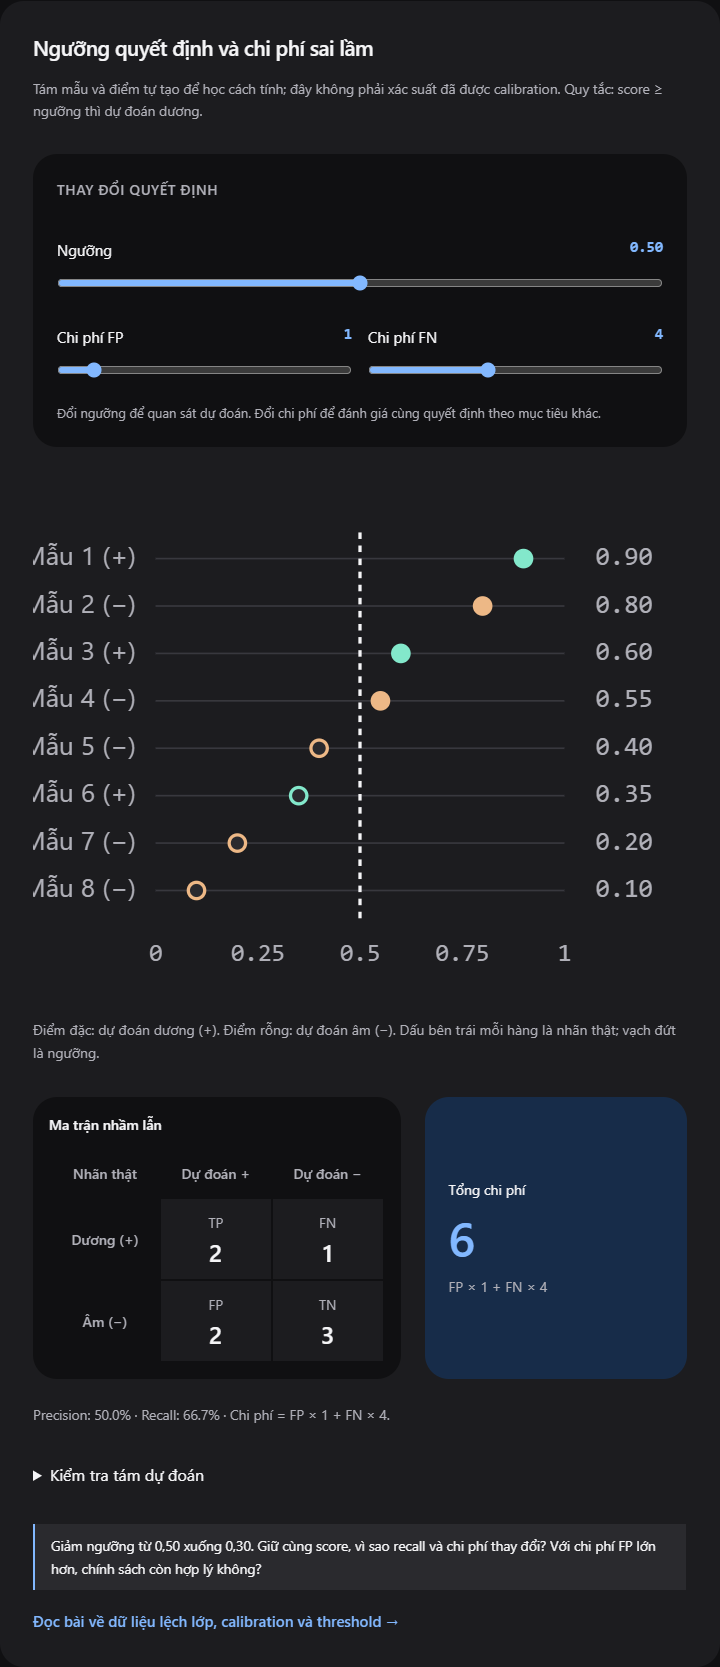 Ngưỡng quyết định và chi phí sai lầm
Tám mẫu và điểm tự tạo để học cách tính; đây không phải xác suất đã được calibration. Quy tắc: score ≥
ngưỡng thì dự đoán dương.
THAY ĐỔI QUYẾT ĐỊNH
Ngưỡng 0.50
Chi phí FP 1 Chi phí FN 4
Đổi ngưỡng để quan sát dự đoán. Đổi chi phí để đánh giá cùng quyết định theo mục tiêu khác.
Mẫu 1 (+) 0.90
Mẫu 2 (−) 0.80
Mẫu 3 (+) 0.60
Mẫu 4 (−) 0.55
Mẫu 5 (−) 0.40
Mẫu 6 (+) 0.35
Mẫu 7 (−) 0.20
Mẫu 8 (−) 0.10
0 0.25 0.5 0.75 1
Điểm đặc: dự đoán dương (+). Điểm rỗng: dự đoán âm (−). Dấu bên trái mỗi hàng là nhãn thật; vạch đứt
là ngưỡng.
Ma trận nhầm lẫn
Nhãn thật Dự đoán + Dự đoán −
Dương (+) TP 2 FN 1
Âm (−) FP 2 TN 3
Tổng chi phí
6
FP × 1 + FN × 4
Precision: 50.0% · Recall: 66.7% · Chi phí = FP × 1 + FN × 4.
▶ Kiểm tra tám dự đoán
Giảm ngưỡng từ 0,50 xuống 0,30. Giữ cùng score, vì sao recall và chi phí thay đổi? Với chi phí FP lớn
hơn, chính sách còn hợp lý không?
Đọc bài về dữ liệu lệch lớp, calibration và threshold →